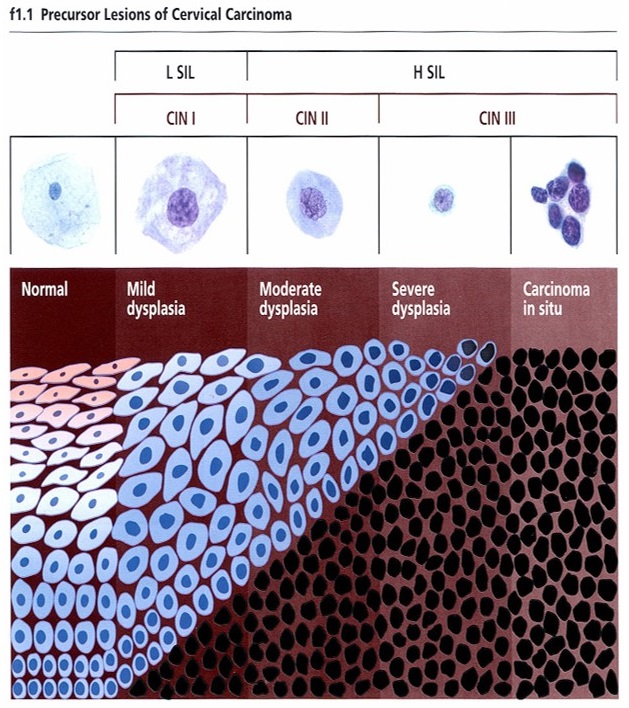 f1.1 Precursor Lesions of Cervical Carcinoma
L SIL
H SIL
CIN I
CIN II
CIN III
Normal
Mild
dysplasia
Moderate
dysplasia
Severe
dysplasia
Carcinoma
in situ